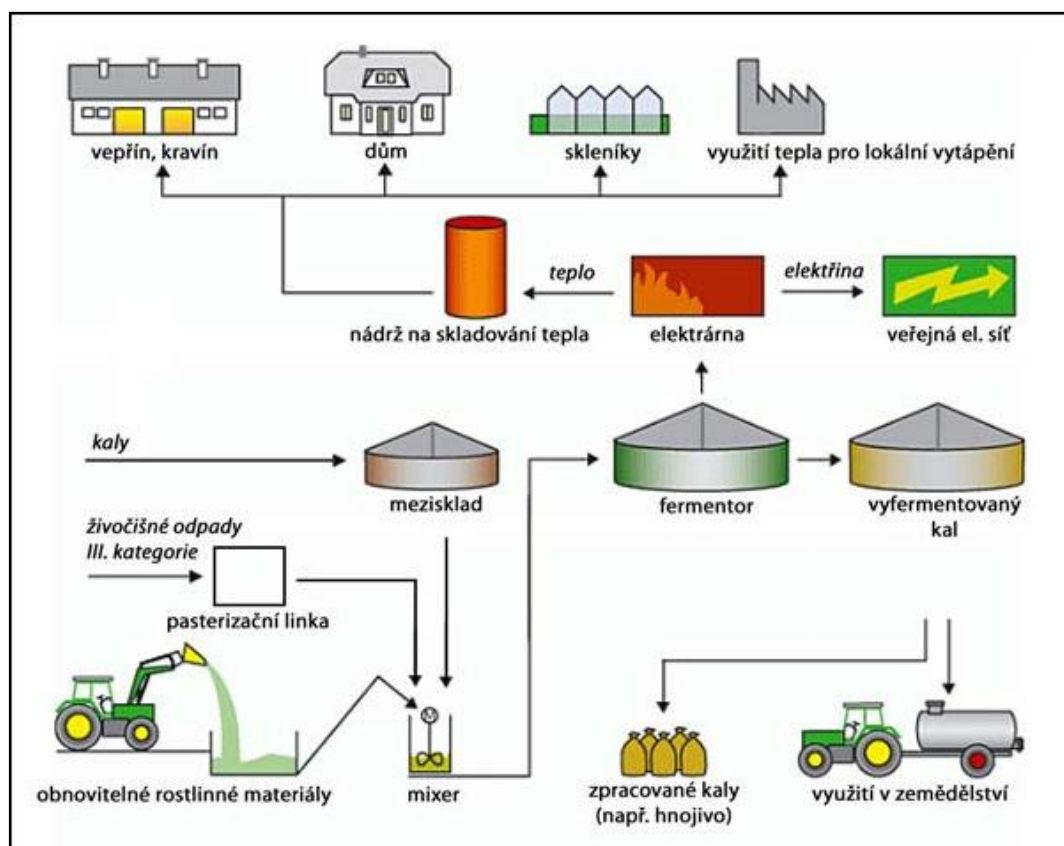 vepřín, kravín
dům
skleníky
využití tepla pro lokální vytápění
teplo
elektřina
nádrž na skladování tepla
elektrárna
veřejná el. síť
kaly
mezisklad
fermentor
vyfermentovaný
kal
živočišné odpady
III. kategorie
pasterizační linka
M
obnovitelné rostlinné materiály
mixer
zpracované kaly
(např. hnojivo)
využití v zemědělství